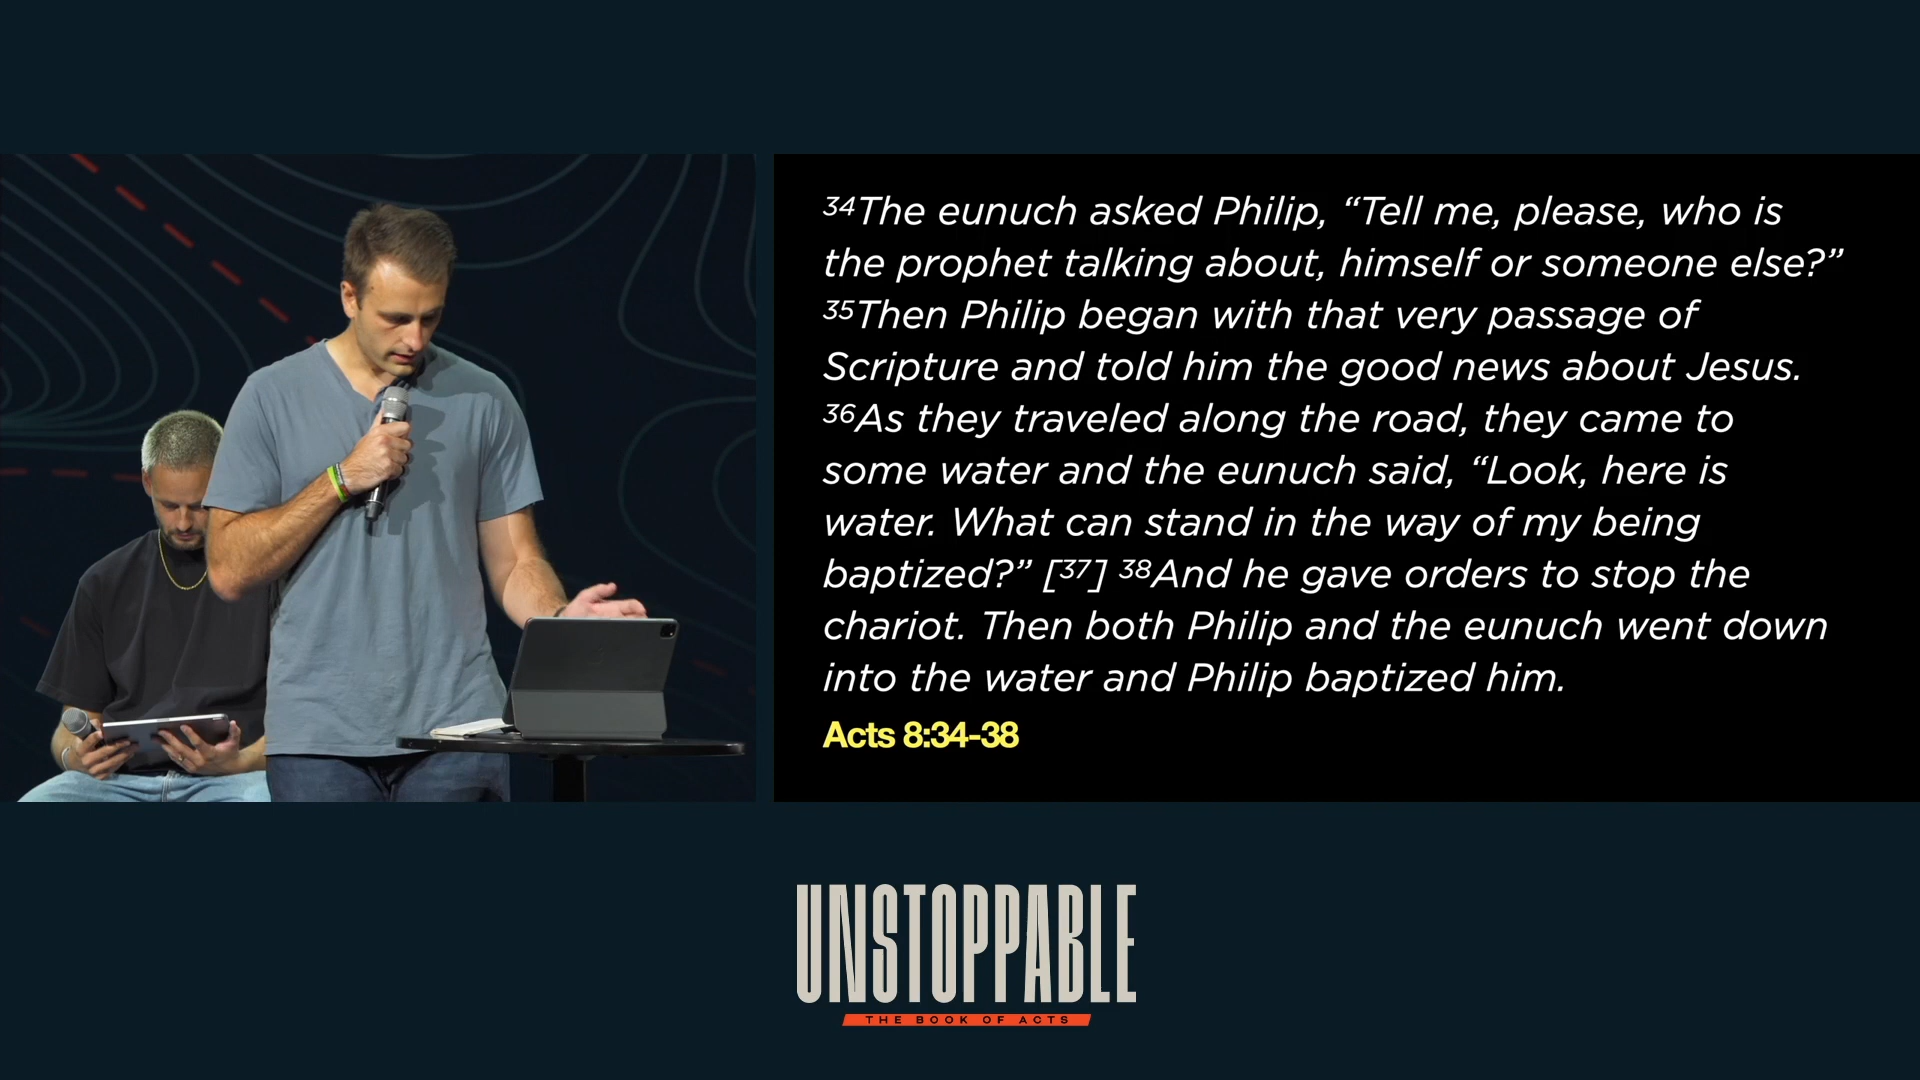 ³⁴The eunuch asked Philip, “Tell me, please, who is
the prophet talking about, himself or someone else?”
³⁵Then Philip began with that very passage of
Scripture and told him the good news about Jesus.
³⁶As they traveled along the road, they came to
some water and the eunuch said, “Look, here is
water. What can stand in the way of my being
baptized?” [³⁷] ³⁸And he gave orders to stop the
chariot. Then both Philip and the eunuch went down
into the water and Philip baptized him.
Acts 8:34-38
UNSTOPPABLE
THE BOOK OF ACTS